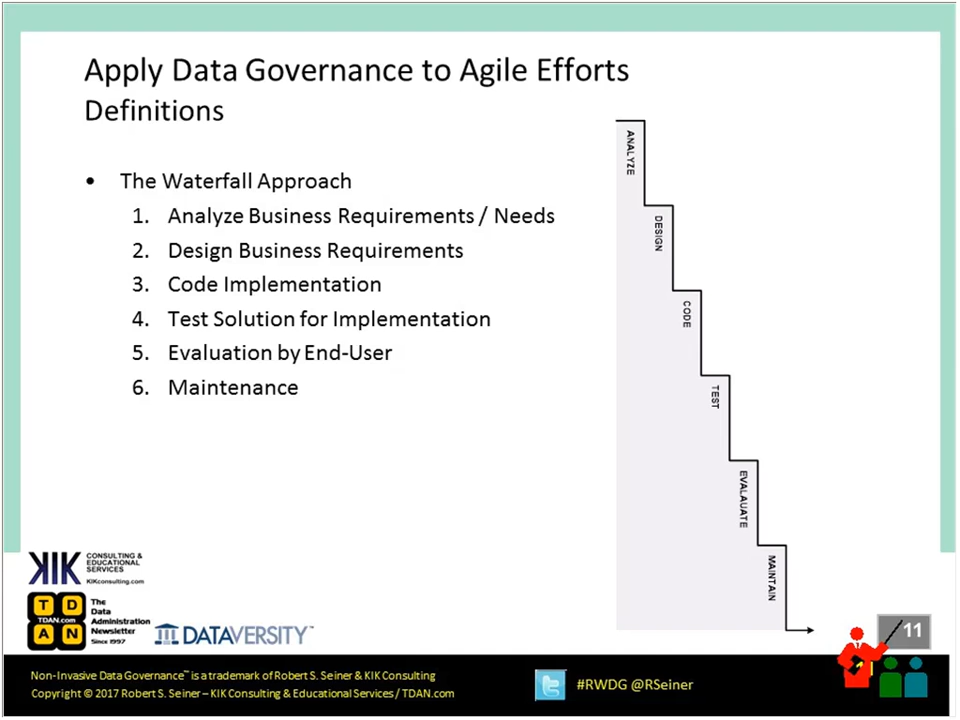 Apply Data Governance to Agile Efforts
Definitions
• The Waterfall Approach
1. Analyze Business Requirements / Needs
2. Design Business Requirements
3. Code Implementation
4. Test Solution for Implementation
5. Evaluation by End-User
6. Maintenance
ANALYZE
DESIGN
CODE
TEST
EVALAUATE
MAINTAIN
KIK
CONSULTING &
EDUCATIONAL
SERVICES
KIKconsulting.com
T D
TDAN.com
A N
The
Data
Administration
Newsletter
Since 1997
DATAVERSITY™
11
Non-Invasive Data Governance™ is a trademark of Robert S. Seiner & KIK Consulting
Copyright © 2017 Robert S. Seiner – KIK Consulting & Educational Services / TDAN.com
#RWDG @RSeiner